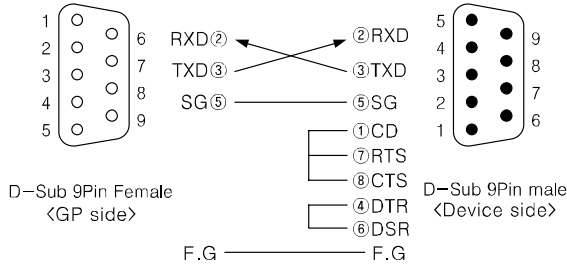 1
2
3
4
5
6
7
8
9
RXD②
TXD③
SG⑤
②RXD
③TXD
⑤SG
①CD
⑦RTS
⑧CTS
④DTR
⑥DSR
F.G
F.G
5
4
3
2
1
9
8
7
6
D-Sub 9Pin Female
<GP side>
D-Sub 9Pin male
<Device side>